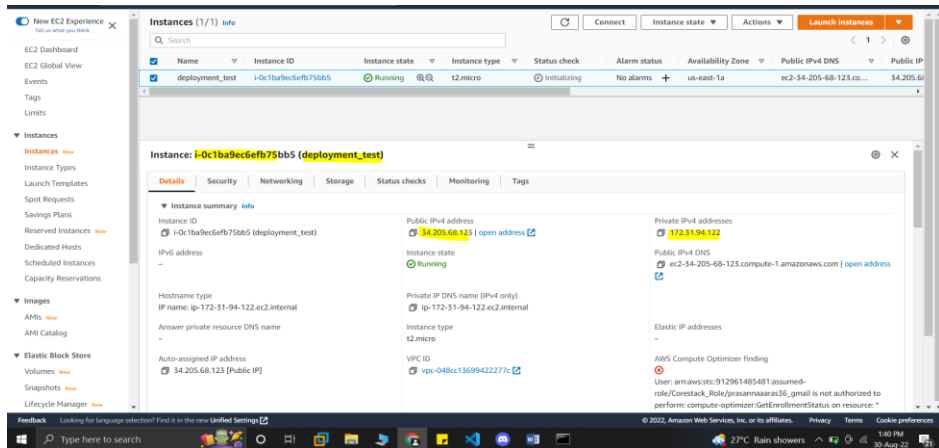 New EC2 Experience
Tell us what you think
EC2 Dashboard
EC2 Global View
Events
Tags
Limits
Instances
Instances New
Instance Types
Launch Templates
Spot Requests
Savings Plans
Reserved Instances New
Dedicated Hosts
Scheduled Instances
Capacity Reservations
Images
AMIs New
AMI Catalog
Elastic Block Store
Volumes New
Snapshots New
Lifecycle Manager New
Instances (1/1) Info
Connect
Instance state
Actions
Launch instances
Search
1
Name Instance ID Instance state Instance type Status check Alarm status Availability Zone Public IPv4 DNS Public IP
deployment_test i-0c1ba9ec6efb75bb5 Running t2.micro Initializing No alarms + us-east-1a ec2-34-205-68-123.co... 34.205.68
Instance: i-0c1ba9ec6efb75bb5 (deployment_test)
Details Security Networking Storage Status checks Monitoring Tags
Instance summary Info
Instance ID
i-0c1ba9ec6efb75bb5 (deployment_test)
Public IPv4 address
34.205.68.123 | open address
Private IPv4 addresses
172.31.94.122
IPv6 address
–
Instance state
Running
Public IPv4 DNS
ec2-34-205-68-123.compute-1.amazonaws.com | open address
Hostname type
IP name: ip-172-31-94-122.ec2.internal
Private IP DNS name (IPv4 only)
ip-172-31-94-122.ec2.internal
Answer private resource DNS name
–
Instance type
t2.micro
Elastic IP addresses
–
Auto-assigned IP address
34.205.68.123 [Public IP]
VPC ID
vpc-048cc13699422277c
AWS Compute Optimizer finding
User: arn:aws:sts::912961485481:assumed-
role/Corestack_Role/prasannaaras36_gmail is not authorized to
perform: compute-optimizer:GetEnrollmentStatus on resource: *
Feedback Looking for language selection? Find it in the new Unified Settings
© 2022, Amazon Web Services, Inc. or its affiliates. Privacy Terms Cookie preferences
Type here to search
27°C Rain showers
1:40 PM
30-Aug-22